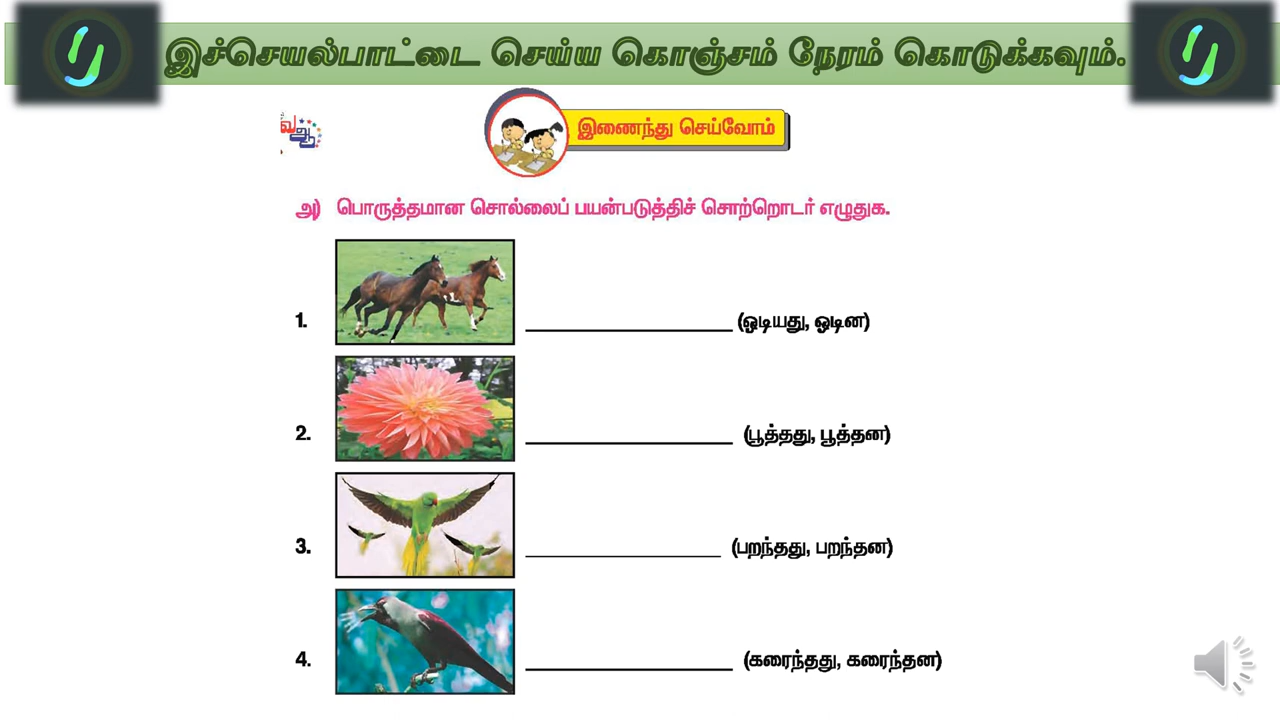 இச்செயல்பாட்டை செய்ய கொஞ்சம் நேரம் கொடுக்கவும்.
இணைந்து செய்வோம்
அ) பொருத்தமான சொல்லைப் பயன்படுத்திச் சொற்றொடர் எழுதுக.
1. (ஓடியது, ஓடின)
2. (பூத்தது, பூத்தன)
3. (பறந்தது, பறந்தன)
4. (கரைந்தது, கரைந்தன)